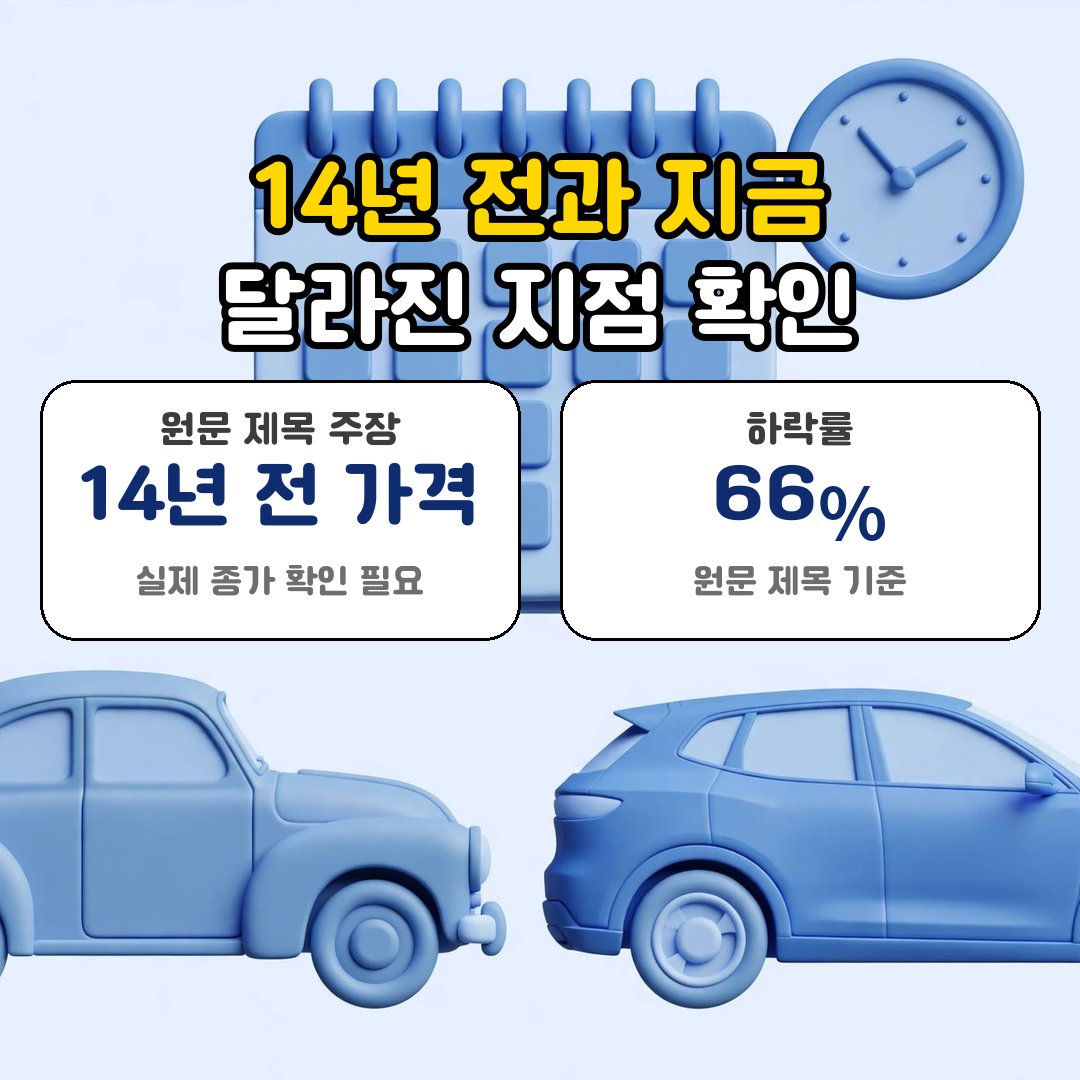 14년 전과 지금
달라진 지점 확인
원문 제목 주장
14년 전 가격
실제 종가 확인 필요
하락률
66%
원문 제목 기준